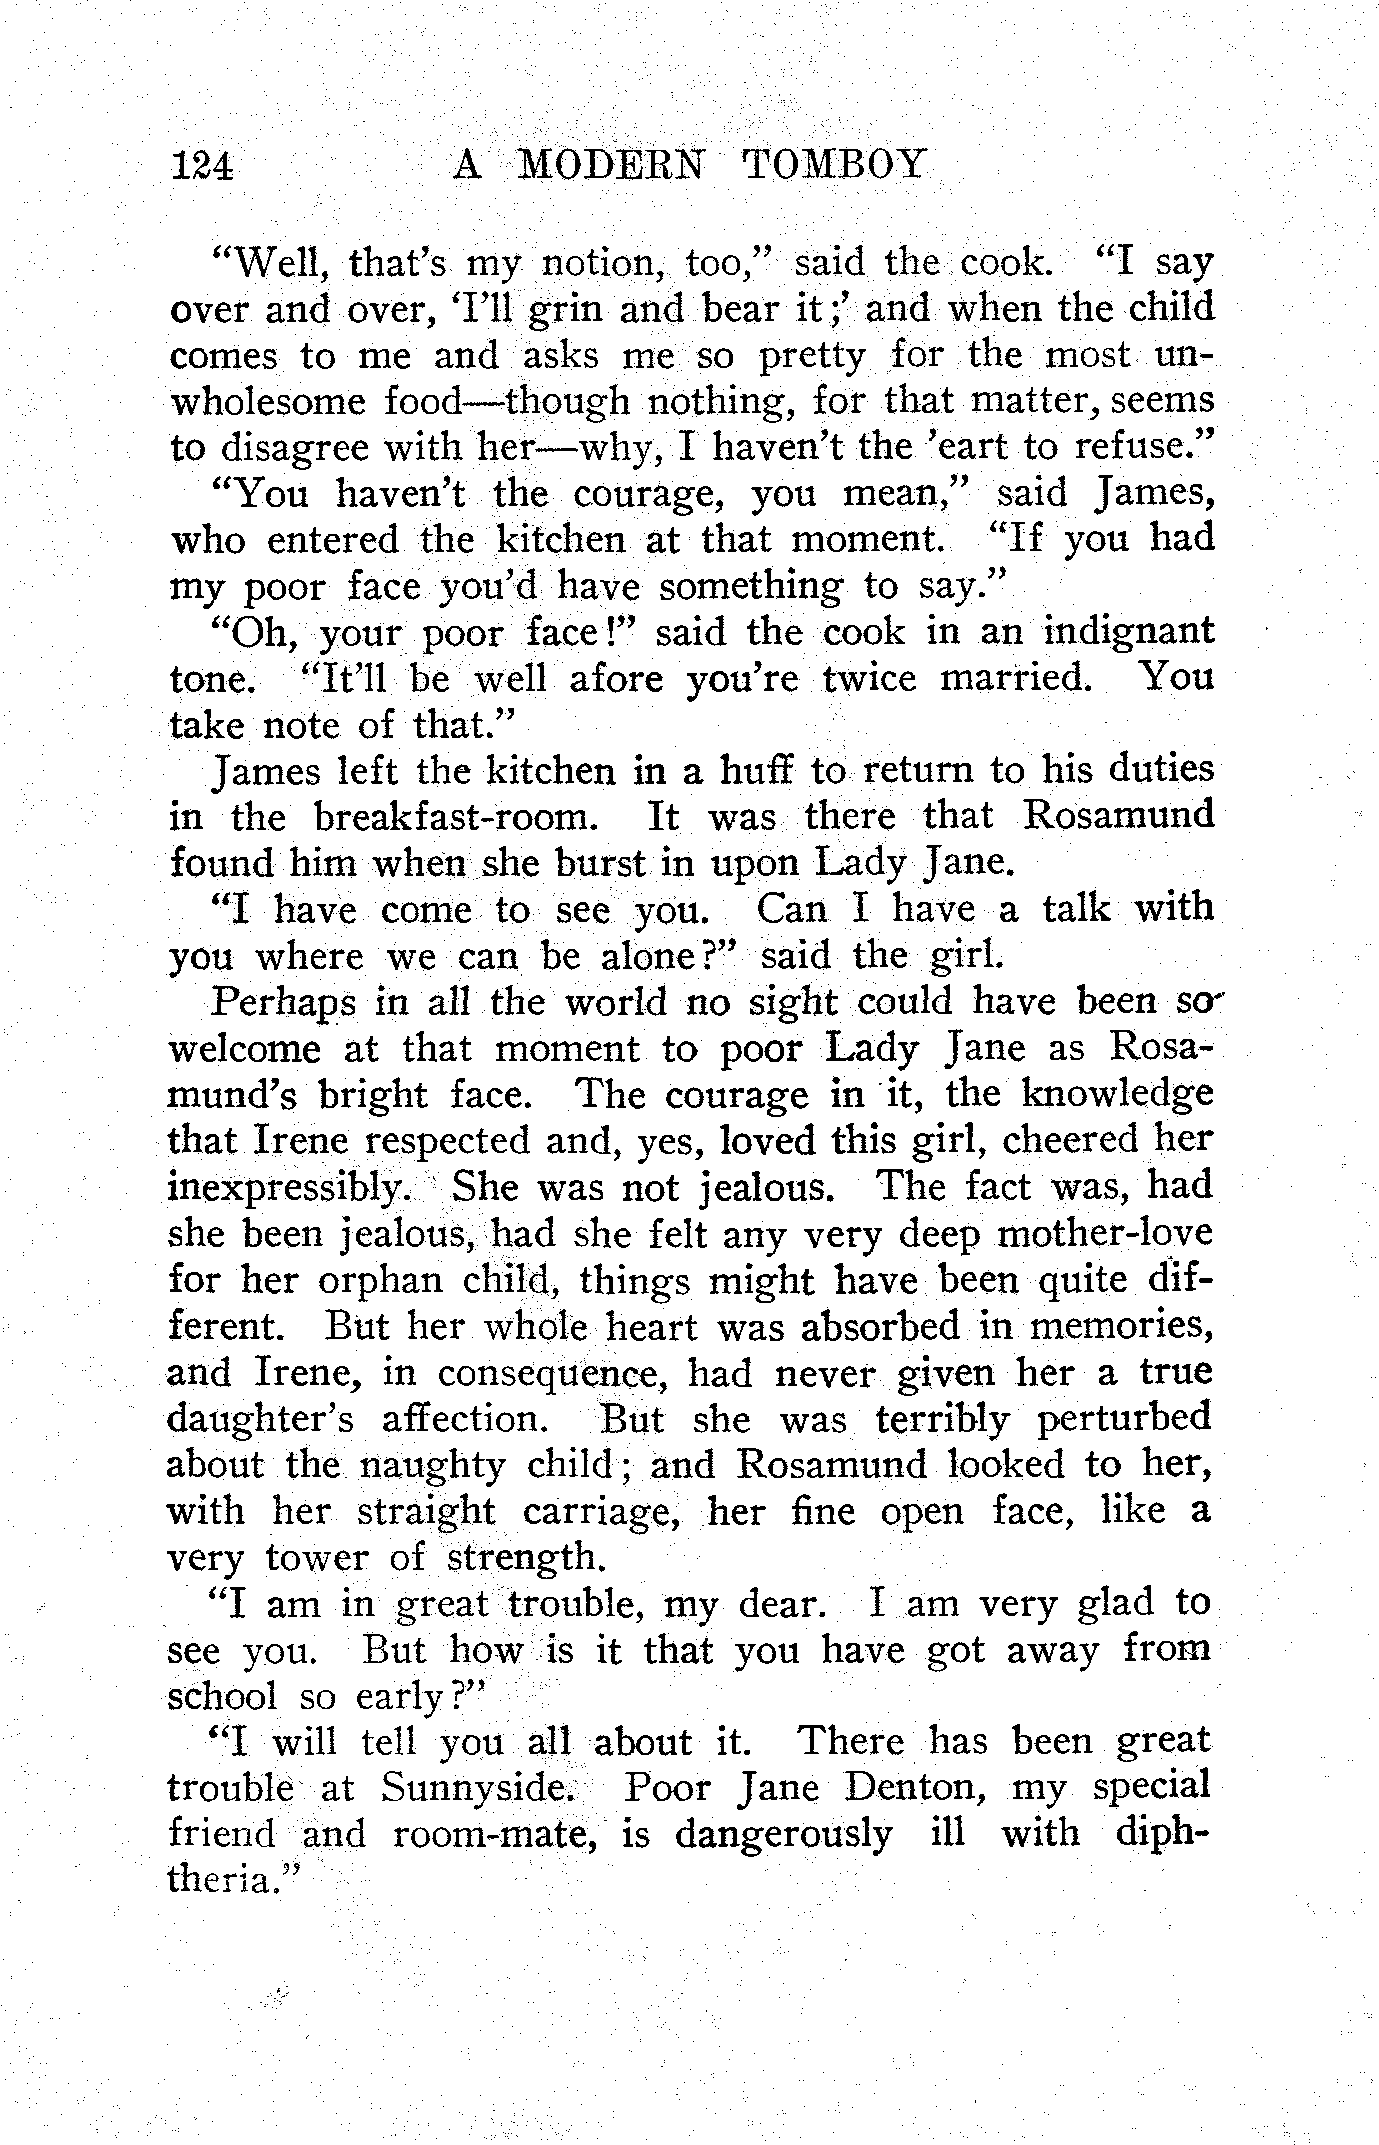 124 A MODERN TOMBOY
“Well, that’s my notion, too,” said the cook. “I say
over and over, ‘I’ll grin and bear it;’ and when the child
comes to me and asks me so pretty for the most un-
wholesome food—though nothing, for that matter, seems
to disagree with her—why, I haven’t the ’eart to refuse.”
“You haven’t the courage, you mean,” said James,
who entered the kitchen at that moment. “If you had
my poor face you’d have something to say.”
“Oh, your poor face!” said the cook in an indignant
tone. “It’ll be well afore you’re twice married. You
take note of that.”
James left the kitchen in a huff to return to his duties
in the breakfast-room. It was there that Rosamund
found him when she burst in upon Lady Jane.
“I have come to see you. Can I have a talk with
you where we can be alone?” said the girl.
Perhaps in all the world no sight could have been so
welcome at that moment to poor Lady Jane as Rosa-
mund’s bright face. The courage in it, the knowledge
that Irene respected and, yes, loved this girl, cheered her
inexpressibly. She was not jealous. The fact was, had
she been jealous, had she felt any very deep mother-love
for her orphan child, things might have been quite dif-
ferent. But her whole heart was absorbed in memories,
and Irene, in consequence, had never given her a true
daughter’s affection. But she was terribly perturbed
about the naughty child; and Rosamund looked to her,
with her straight carriage, her fine open face, like a
very tower of strength.
“I am in great trouble, my dear. I am very glad to
see you. But how is it that you have got away from
school so early?”
“I will tell you all about it. There has been great
trouble at Sunnyside. Poor Jane Denton, my special
friend and room-mate, is dangerously ill with diph-
theria.”